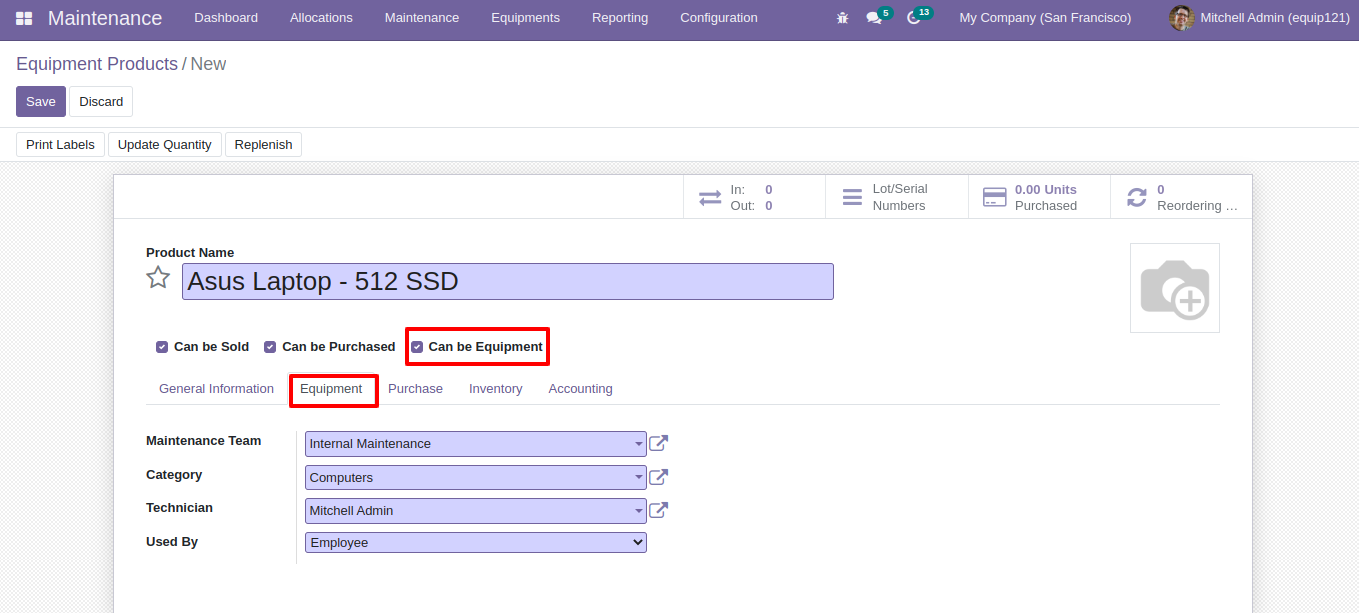 Maintenance Dashboard Allocations Maintenance Equipments Reporting Configuration 5 13 My Company (San Francisco) Mitchell Admin (equip121)
Equipment Products / New
Save Discard
Print Labels Update Quantity Replenish
In: 0 Lot/Serial 0.00 Units 0
Out: 0 Numbers Purchased Reordering ...
Product Name
Asus Laptop - 512 SSD
Can be Sold Can be Purchased Can be Equipment
General Information Equipment Purchase Inventory Accounting
Maintenance Team Internal Maintenance
Category Computers
Technician Mitchell Admin
Used By Employee